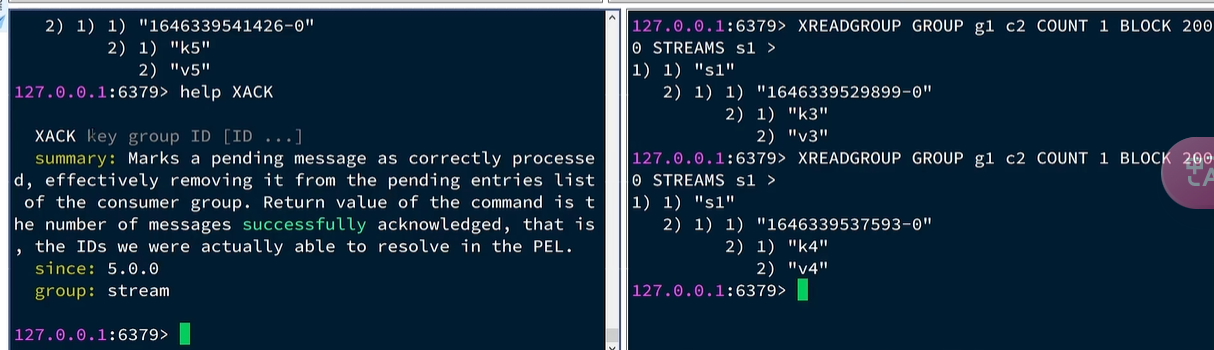 2) 1) 1) "1646339541426-0"
2) 1) "k5"
2) "v5"
127.0.0.1:6379> help XACK
XACK key group ID [ID ...]
summary: Marks a pending message as correctly processe
d, effectively removing it from the pending entries list
of the consumer group. Return value of the command is t
he number of messages successfully acknowledged, that is
, the IDs we were actually able to resolve in the PEL.
since: 5.0.0
group: stream
127.0.0.1:6379>
127.0.0.1:6379> XREADGROUP GROUP g1 c2 COUNT 1 BLOCK 200
0 STREAMS s1 >
1) 1) "s1"
2) 1) 1) "1646339529899-0"
2) 1) "k3"
2) "v3"
127.0.0.1:6379> XREADGROUP GROUP g1 c2 COUNT 1 BLOCK 200
0 STREAMS s1 >
1) 1) "s1"
2) 1) 1) "1646339537593-0"
2) 1) "k4"
2) "v4"
127.0.0.1:6379>
中
A